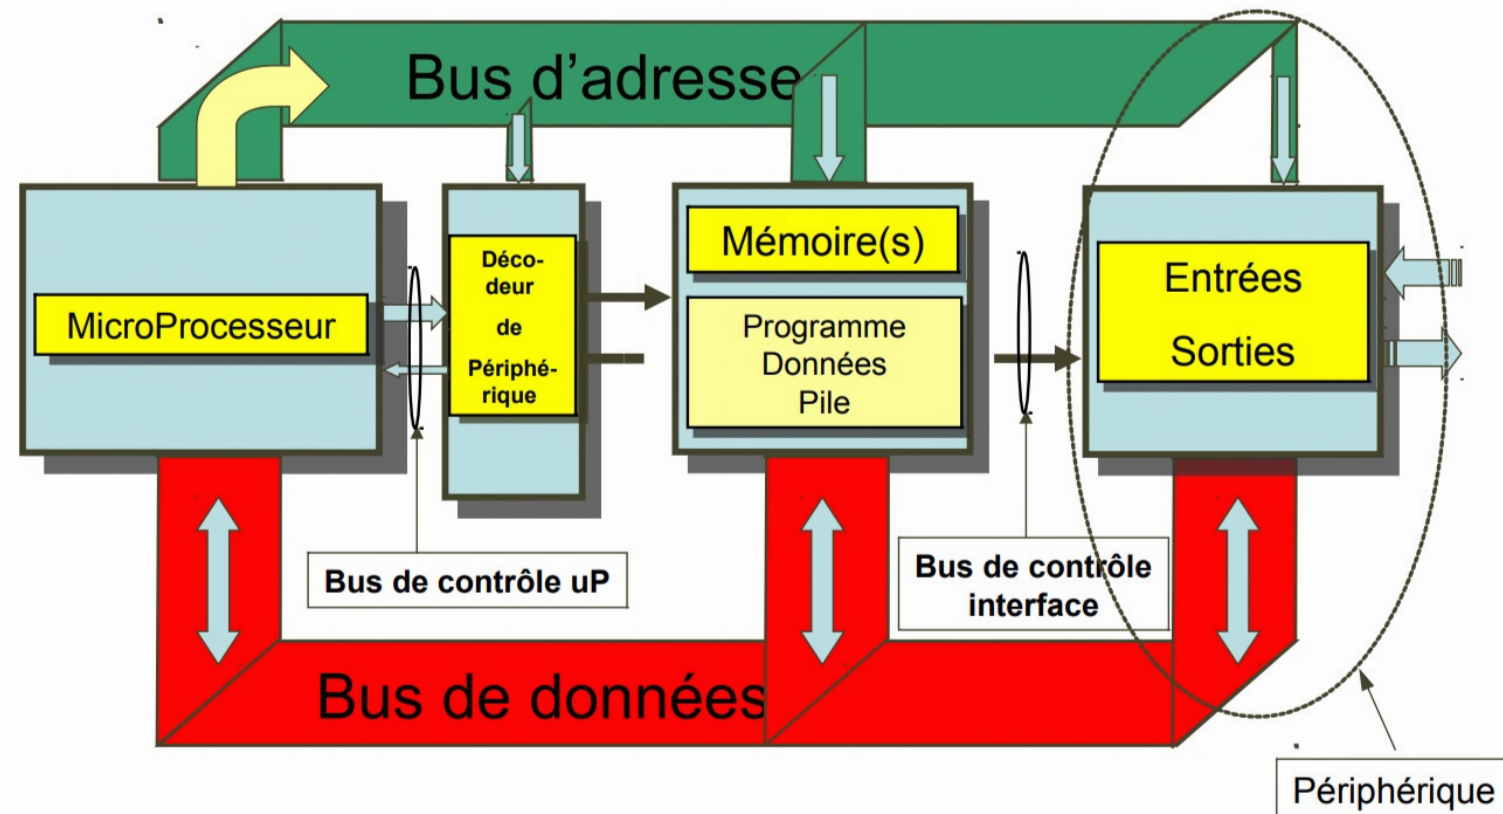 Bus d’adresse
MicroProcesseur
Déco-
deur
de
Périphé-
rique
Mémoire(s)
Programme
Données
Pile
Entrées
Sorties
Bus de contrôle uP
Bus de contrôle
interface
Bus de données
Périphérique